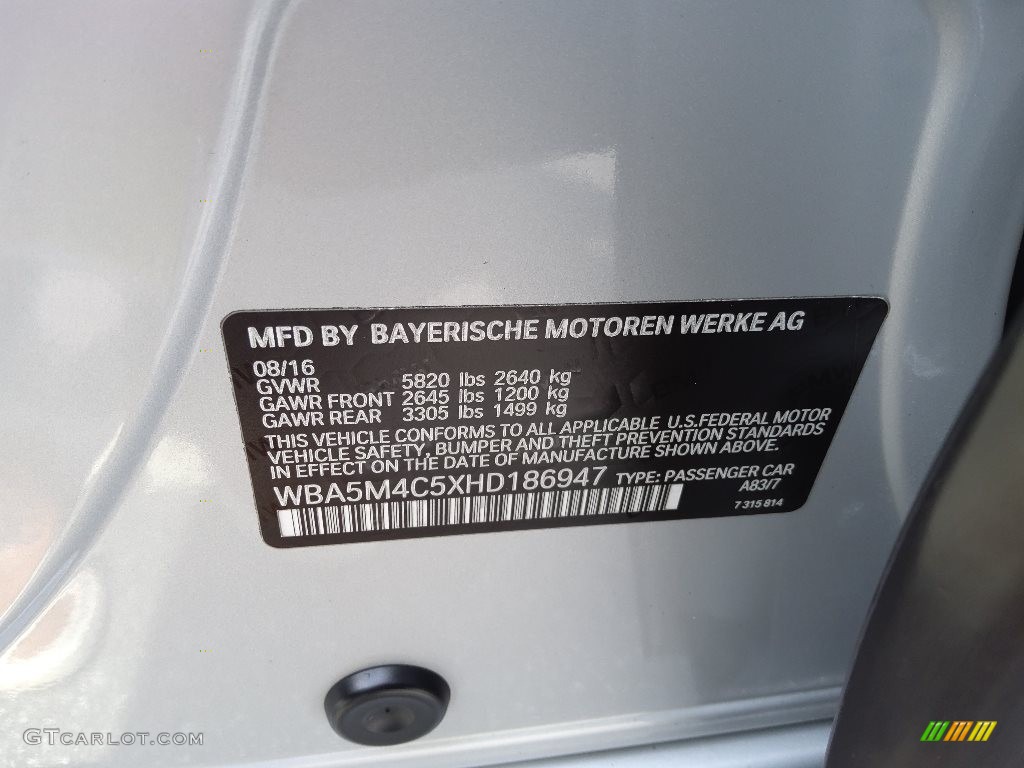 MFD BY BAYERISCHE MOTOREN WERKE AG
08/16
GVWR 5820 lbs 2640 kg
GAWR FRONT 2645 lbs 1200 kg
GAWR REAR 3305 lbs 1499 kg
THIS VEHICLE CONFORMS TO ALL APPLICABLE U.S.FEDERAL MOTOR
VEHICLE SAFETY, BUMPER AND THEFT PREVENTION STANDARDS
IN EFFECT ON THE DATE OF MANUFACTURE SHOWN ABOVE.
WBA5M4C5XHD186947 TYPE: PASSENGER CAR
A83/7
7 315 814
GTCARLOT.COM